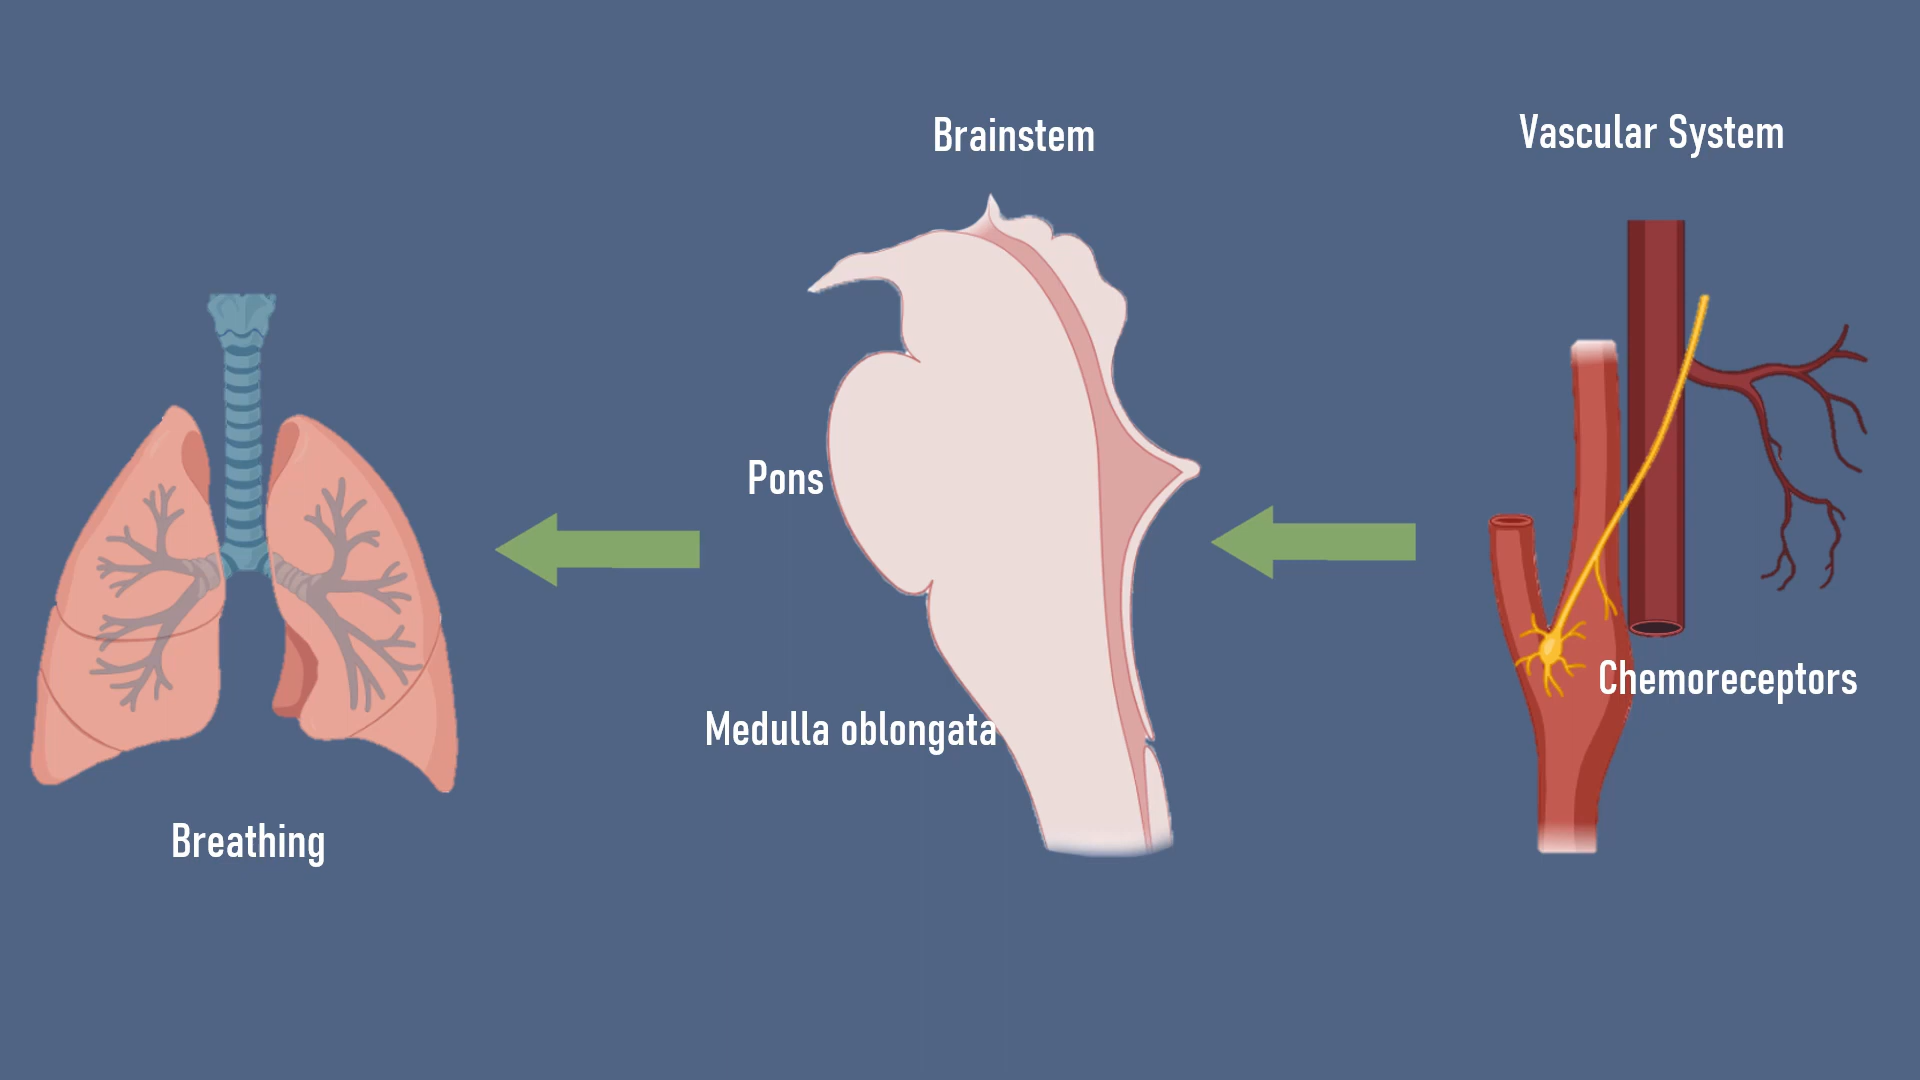 Brainstem
Vascular System
Pons
Chemoreceptors
Medulla oblongata
Breathing